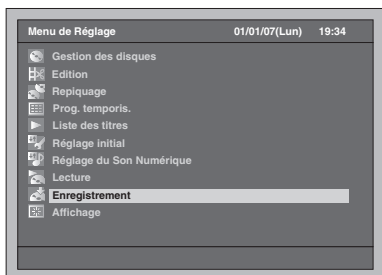 Menu de Réglage 01/01/07(Lun) 19:34
Gestion des disques
Edition
Repiquage
Prog. temporis.
Liste des titres
Réglage initial
Réglage du Son Numérique
Lecture
Enregistrement
Affichage